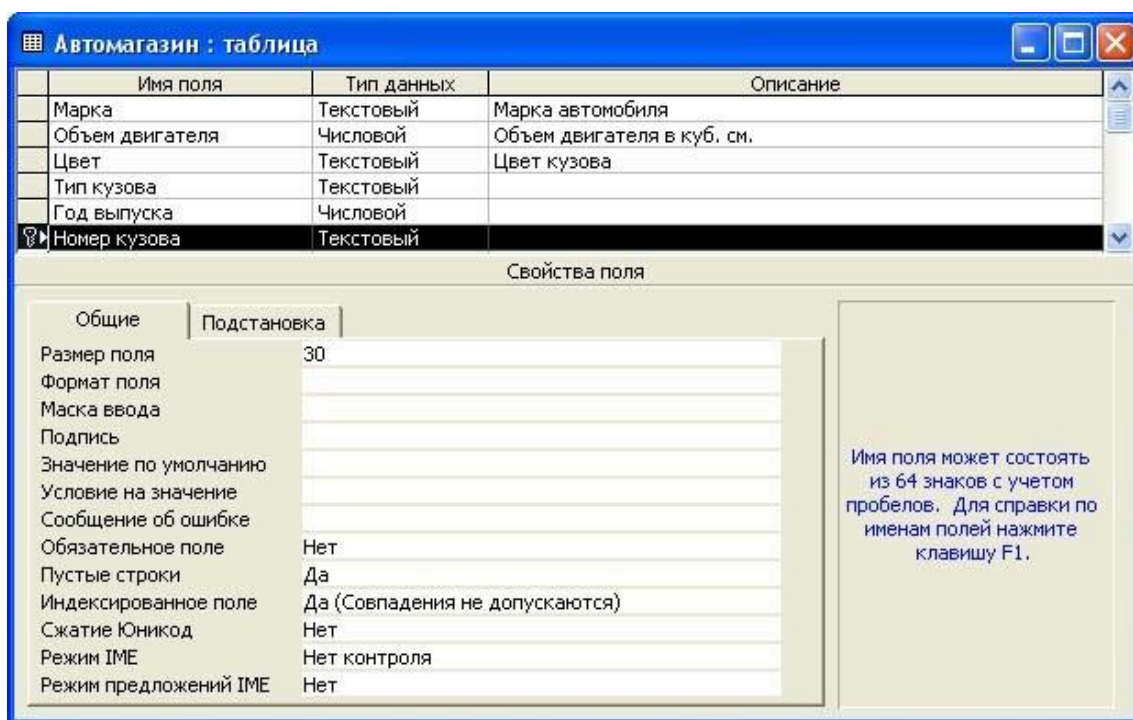 Автомагазин : таблица
Имя поля Тип данных Описание
Марка Текстовый Марка автомобиля
Объем двигателя Числовой Объем двигателя в куб. см.
Цвет Текстовый Цвет кузова
Тип кузова Текстовый
Год выпуска Числовой
Номер кузова Текстовый
Свойства поля
Общие Подстановка
Размер поля 30
Формат поля
Маска ввода
Подпись
Значение по умолчанию
Условие на значение
Сообщение об ошибке
Обязательное поле Нет
Пустые строки Да
Индексированное поле Да (Совпадения не допускаются)
Сжатие Юникод Нет
Режим IME Нет контроля
Режим предложений IME Нет
Имя поля может состоять
из 64 знаков с учетом
пробелов. Для справки по
именам полей нажмите
клавишу F1.